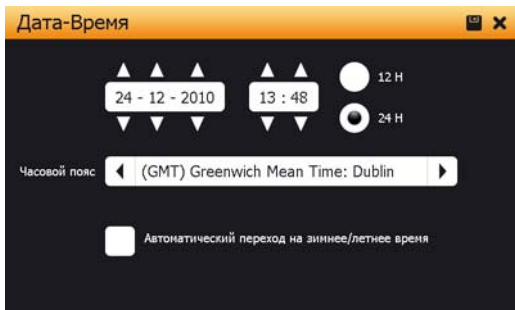 Дата-Время
12 H
24 - 12 - 2010 13 : 48
24 H
Часовой пояс (GMT) Greenwich Mean Time: Dublin
Автоматический переход на зимнее/летнее время